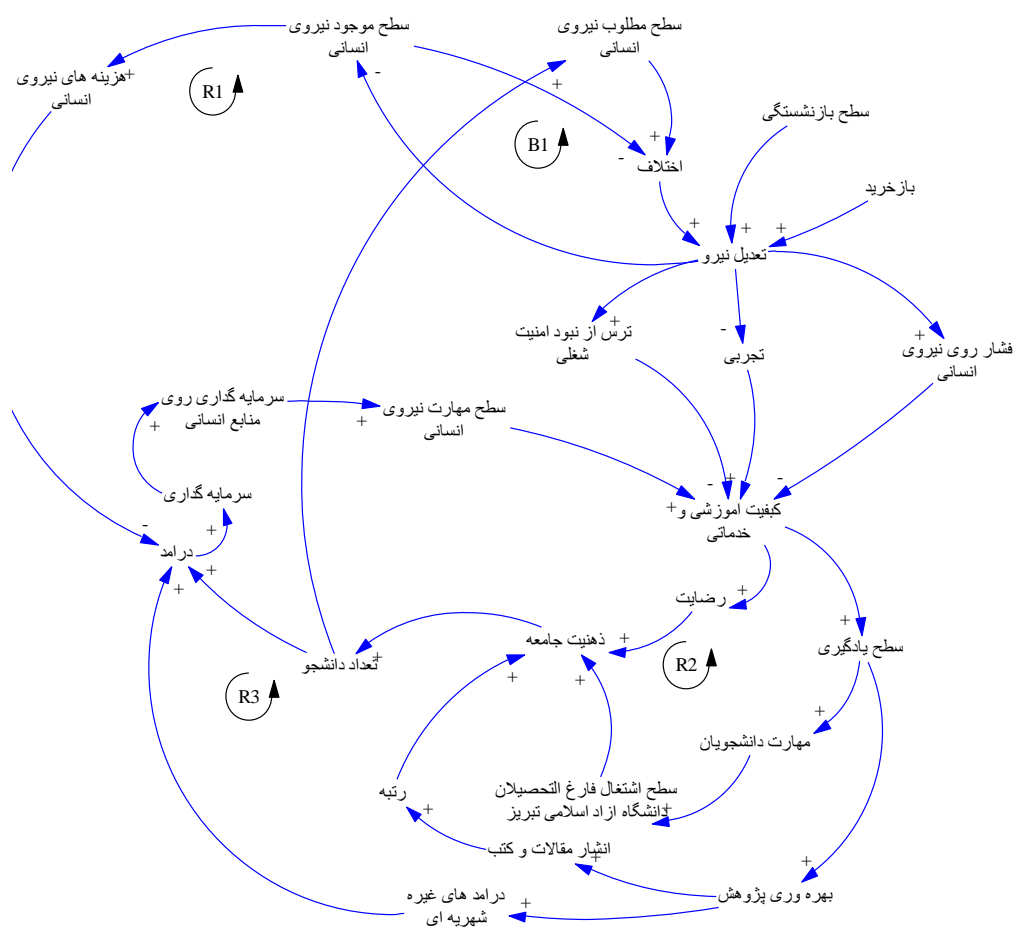 سطح موجود نیروی
انسانی
سطح مطلوب نیروی
انسانی
هزینه های نیروی
انسانی
+
R1
-
+
B1
+
-
اختلاف
سطح بازنشستگی
بازخرید
+
+
+
تعدیل نیرو
ترس از نبود امنیت
شغلی
+
-
تجربی
+
فشار روی نیروی
انسانی
سرمایه گذاری روی
منابع انسانی
+
+
سطح مهارت نیروی
انسانی
-
+
-
+
کبفیت اموزشی و
خدماتی
سرمایه گذاری
+
-
درامد
+
+
+
رضایت
+
سطح یادگیری
ذهنیت جامعه
+
R2
+
+
تعداد دانشجو
+
R3
+
مهارت دانشجویان
سطح اشتغال فارغ التحصیلان
دانشگاه ازاد اسلامی تبریز
+
رتبه
+
انشار مقالات و کتب
+
+
بهره وری پژوهش
درامد های غیره
شهریه ای
+